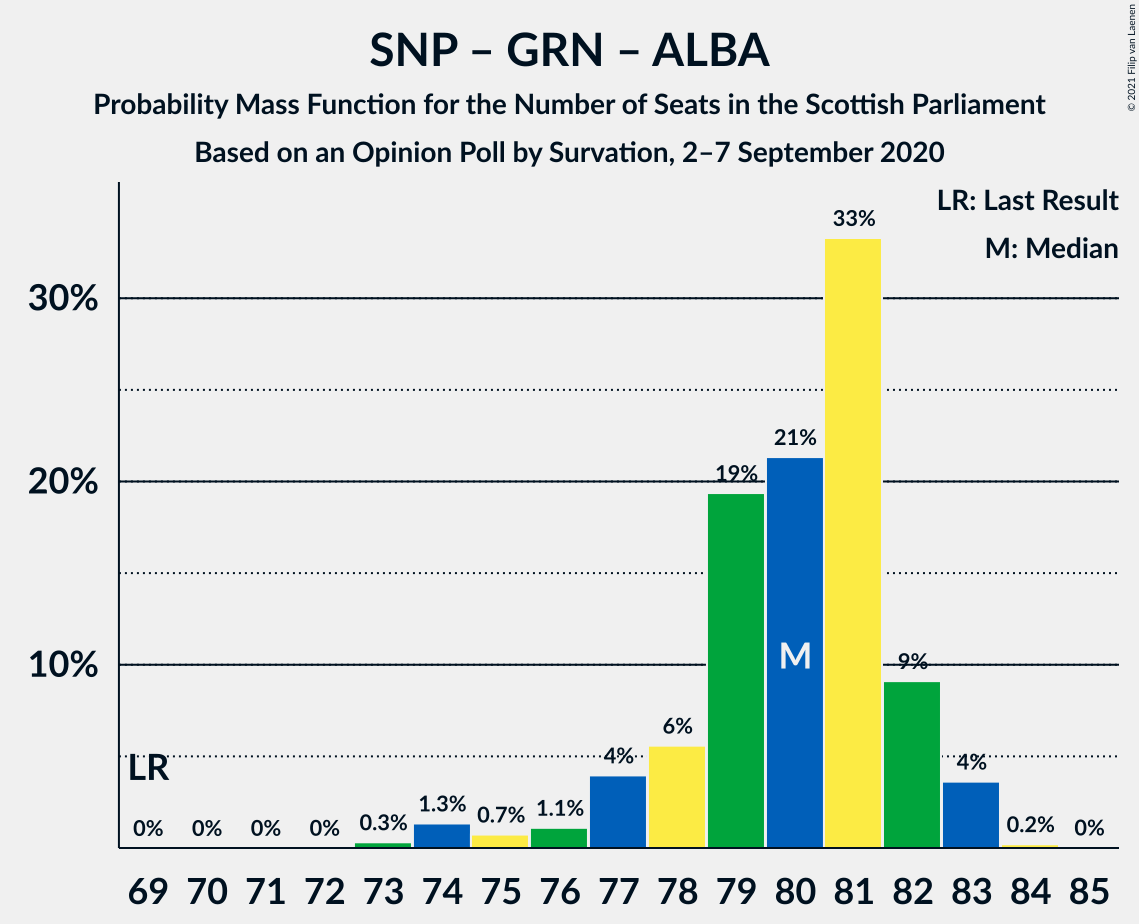 SNP – GRN – ALBA
Probability Mass Function for the Number of Seats in the Scottish Parliament
Based on an Opinion Poll by Survation, 2–7 September 2020
© 2021 Filip van Laenen
LR: Last Result
M: Median
33%
30%
21%
20%
19%
M
10%
9%
6%
4%
4%
LR
1.3%
1.1%
0.7%
0.3%
0.2%
0% 0% 0% 0% 0%
69 70 71 72 73 74 75 76 77 78 79 80 81 82 83 84 85